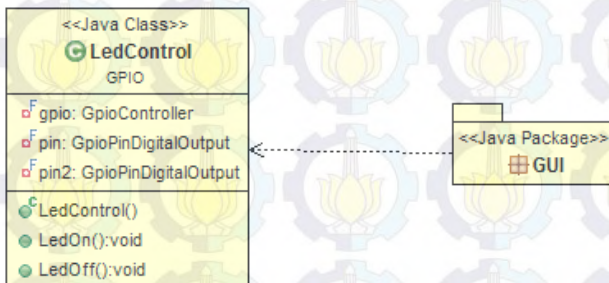 <<Java Class>>
LedControl
GPIO
gpio: GpioController
pin: GpioPinDigitalOutput
pin2: GpioPinDigitalOutput
LedControl()
LedOn():void
LedOff():void
<<Java Package>>
GUI